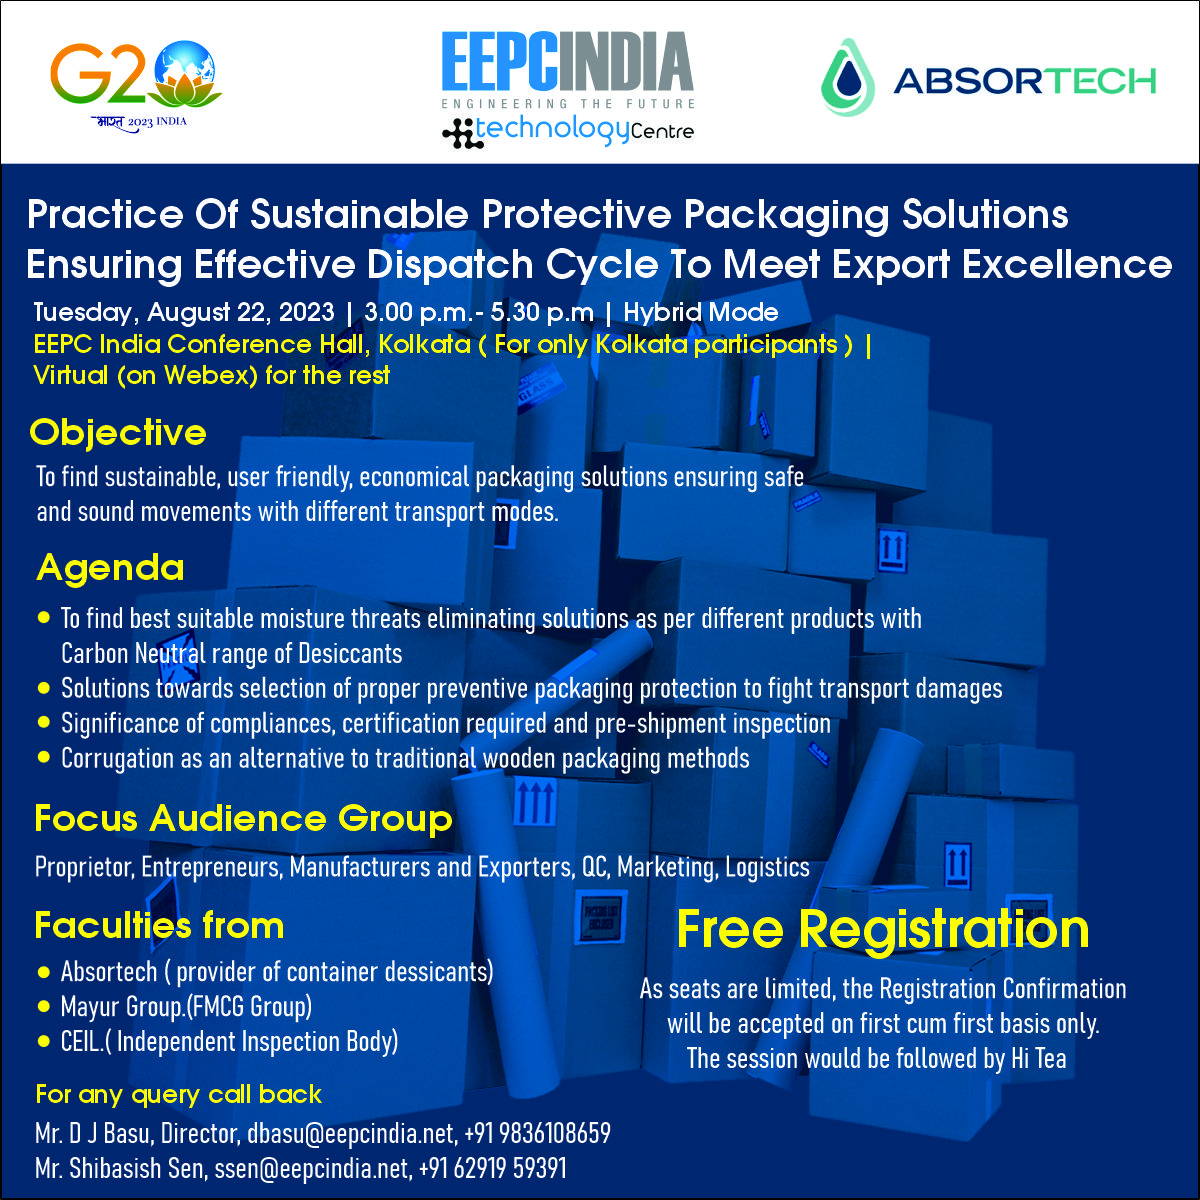 G20
भारत 2023 INDIA
EEPCINDIA
ENGINEERING THE FUTURE
technologyCentre
ABSORTECH
Practice Of Sustainable Protective Packaging Solutions
Ensuring Effective Dispatch Cycle To Meet Export Excellence
Tuesday, August 22, 2023 | 3.00 p.m.- 5.30 p.m | Hybrid Mode
EEPC India Conference Hall, Kolkata ( For only Kolkata participants ) |
Virtual (on Webex) for the rest
Objective
To find sustainable, user friendly, economical packaging solutions ensuring safe
and sound movements with different transport modes.
Agenda
• To find best suitable moisture threats eliminating solutions as per different products with
Carbon Neutral range of Desiccants
• Solutions towards selection of proper preventive packaging protection to fight transport damages
• Significance of compliances, certification required and pre-shipment inspection
• Corrugation as an alternative to traditional wooden packaging methods
Focus Audience Group
Proprietor, Entrepreneurs, Manufacturers and Exporters, QC, Marketing, Logistics
Faculties from
• Absortech ( provider of container dessicants)
• Mayur Group.(FMCG Group)
• CEIL.( Independent Inspection Body)
Free Registration
As seats are limited, the Registration Confirmation
will be accepted on first cum first basis only.
The session would be followed by Hi Tea
For any query call back
Mr. D J Basu, Director, dbasu@eepcindia.net, +91 9836108659
Mr. Shibasish Sen, ssen@eepcindia.net, +91 62919 59391
GLASS
FRAGILE
GLASS
PACKING LIST
ENCLOSED